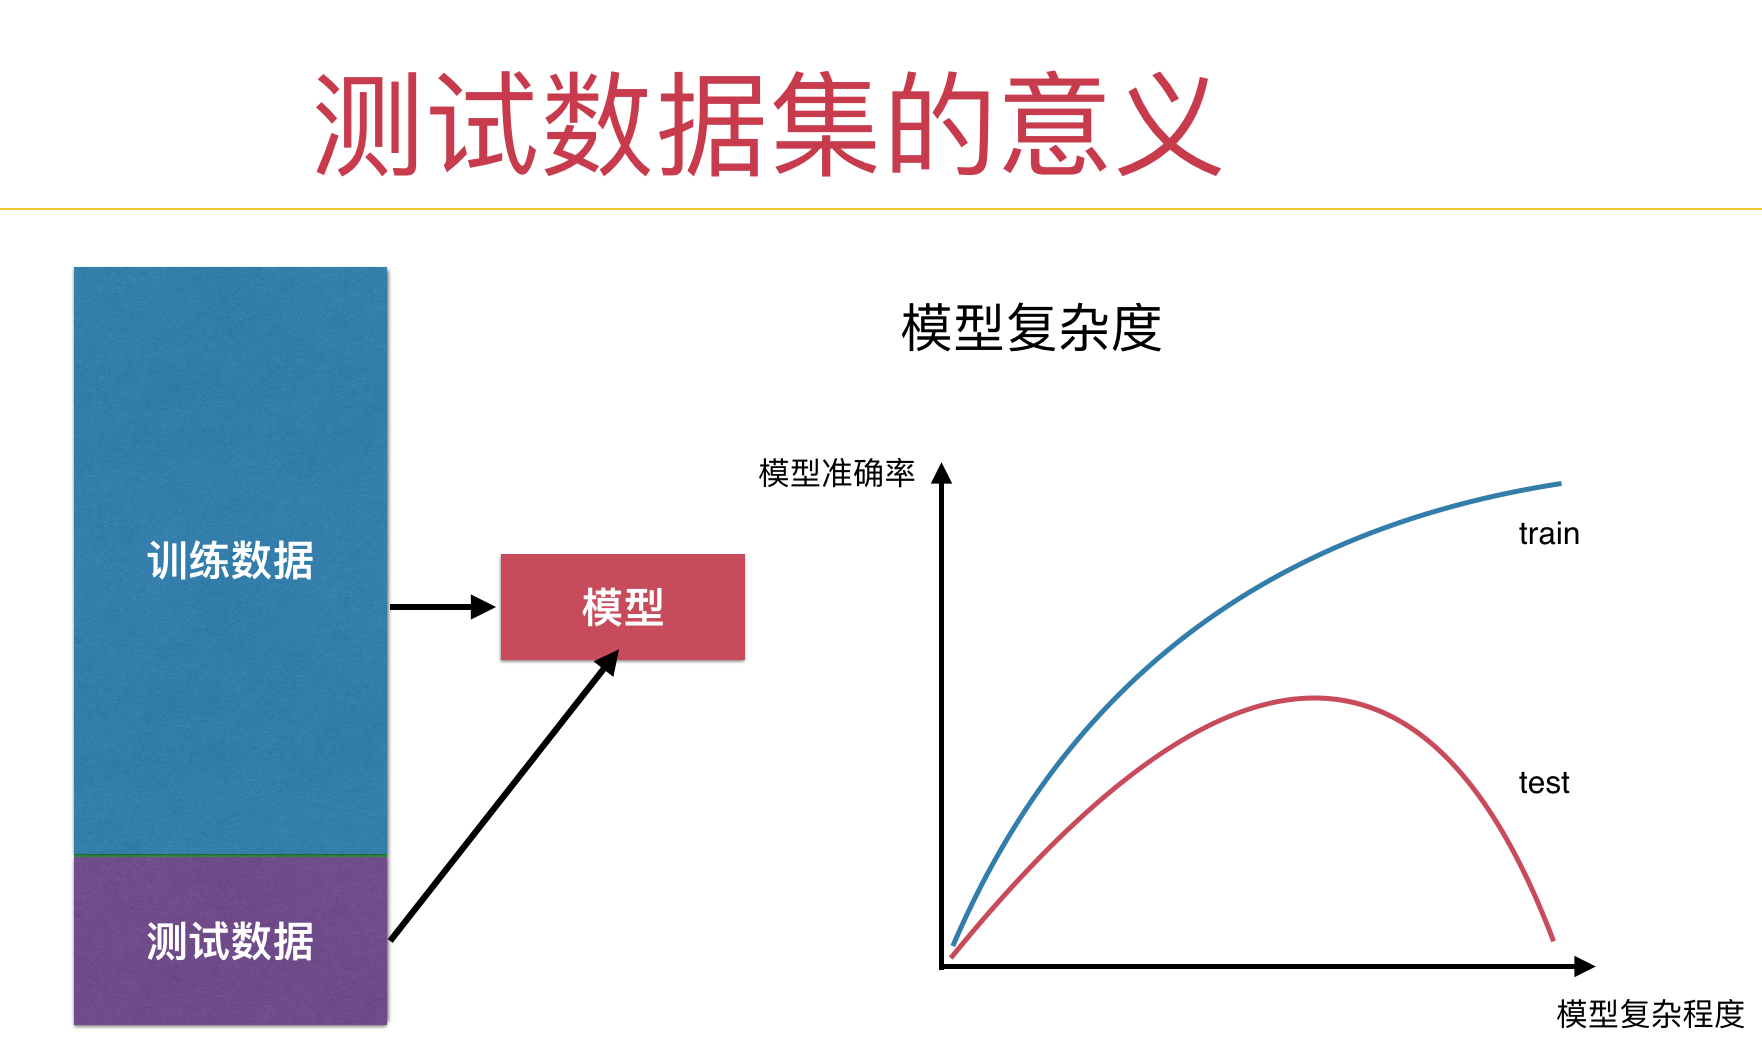 测试数据集的意义
模型复杂度
训练数据
测试数据
模型
模型准确率
train
test
模型复杂程度